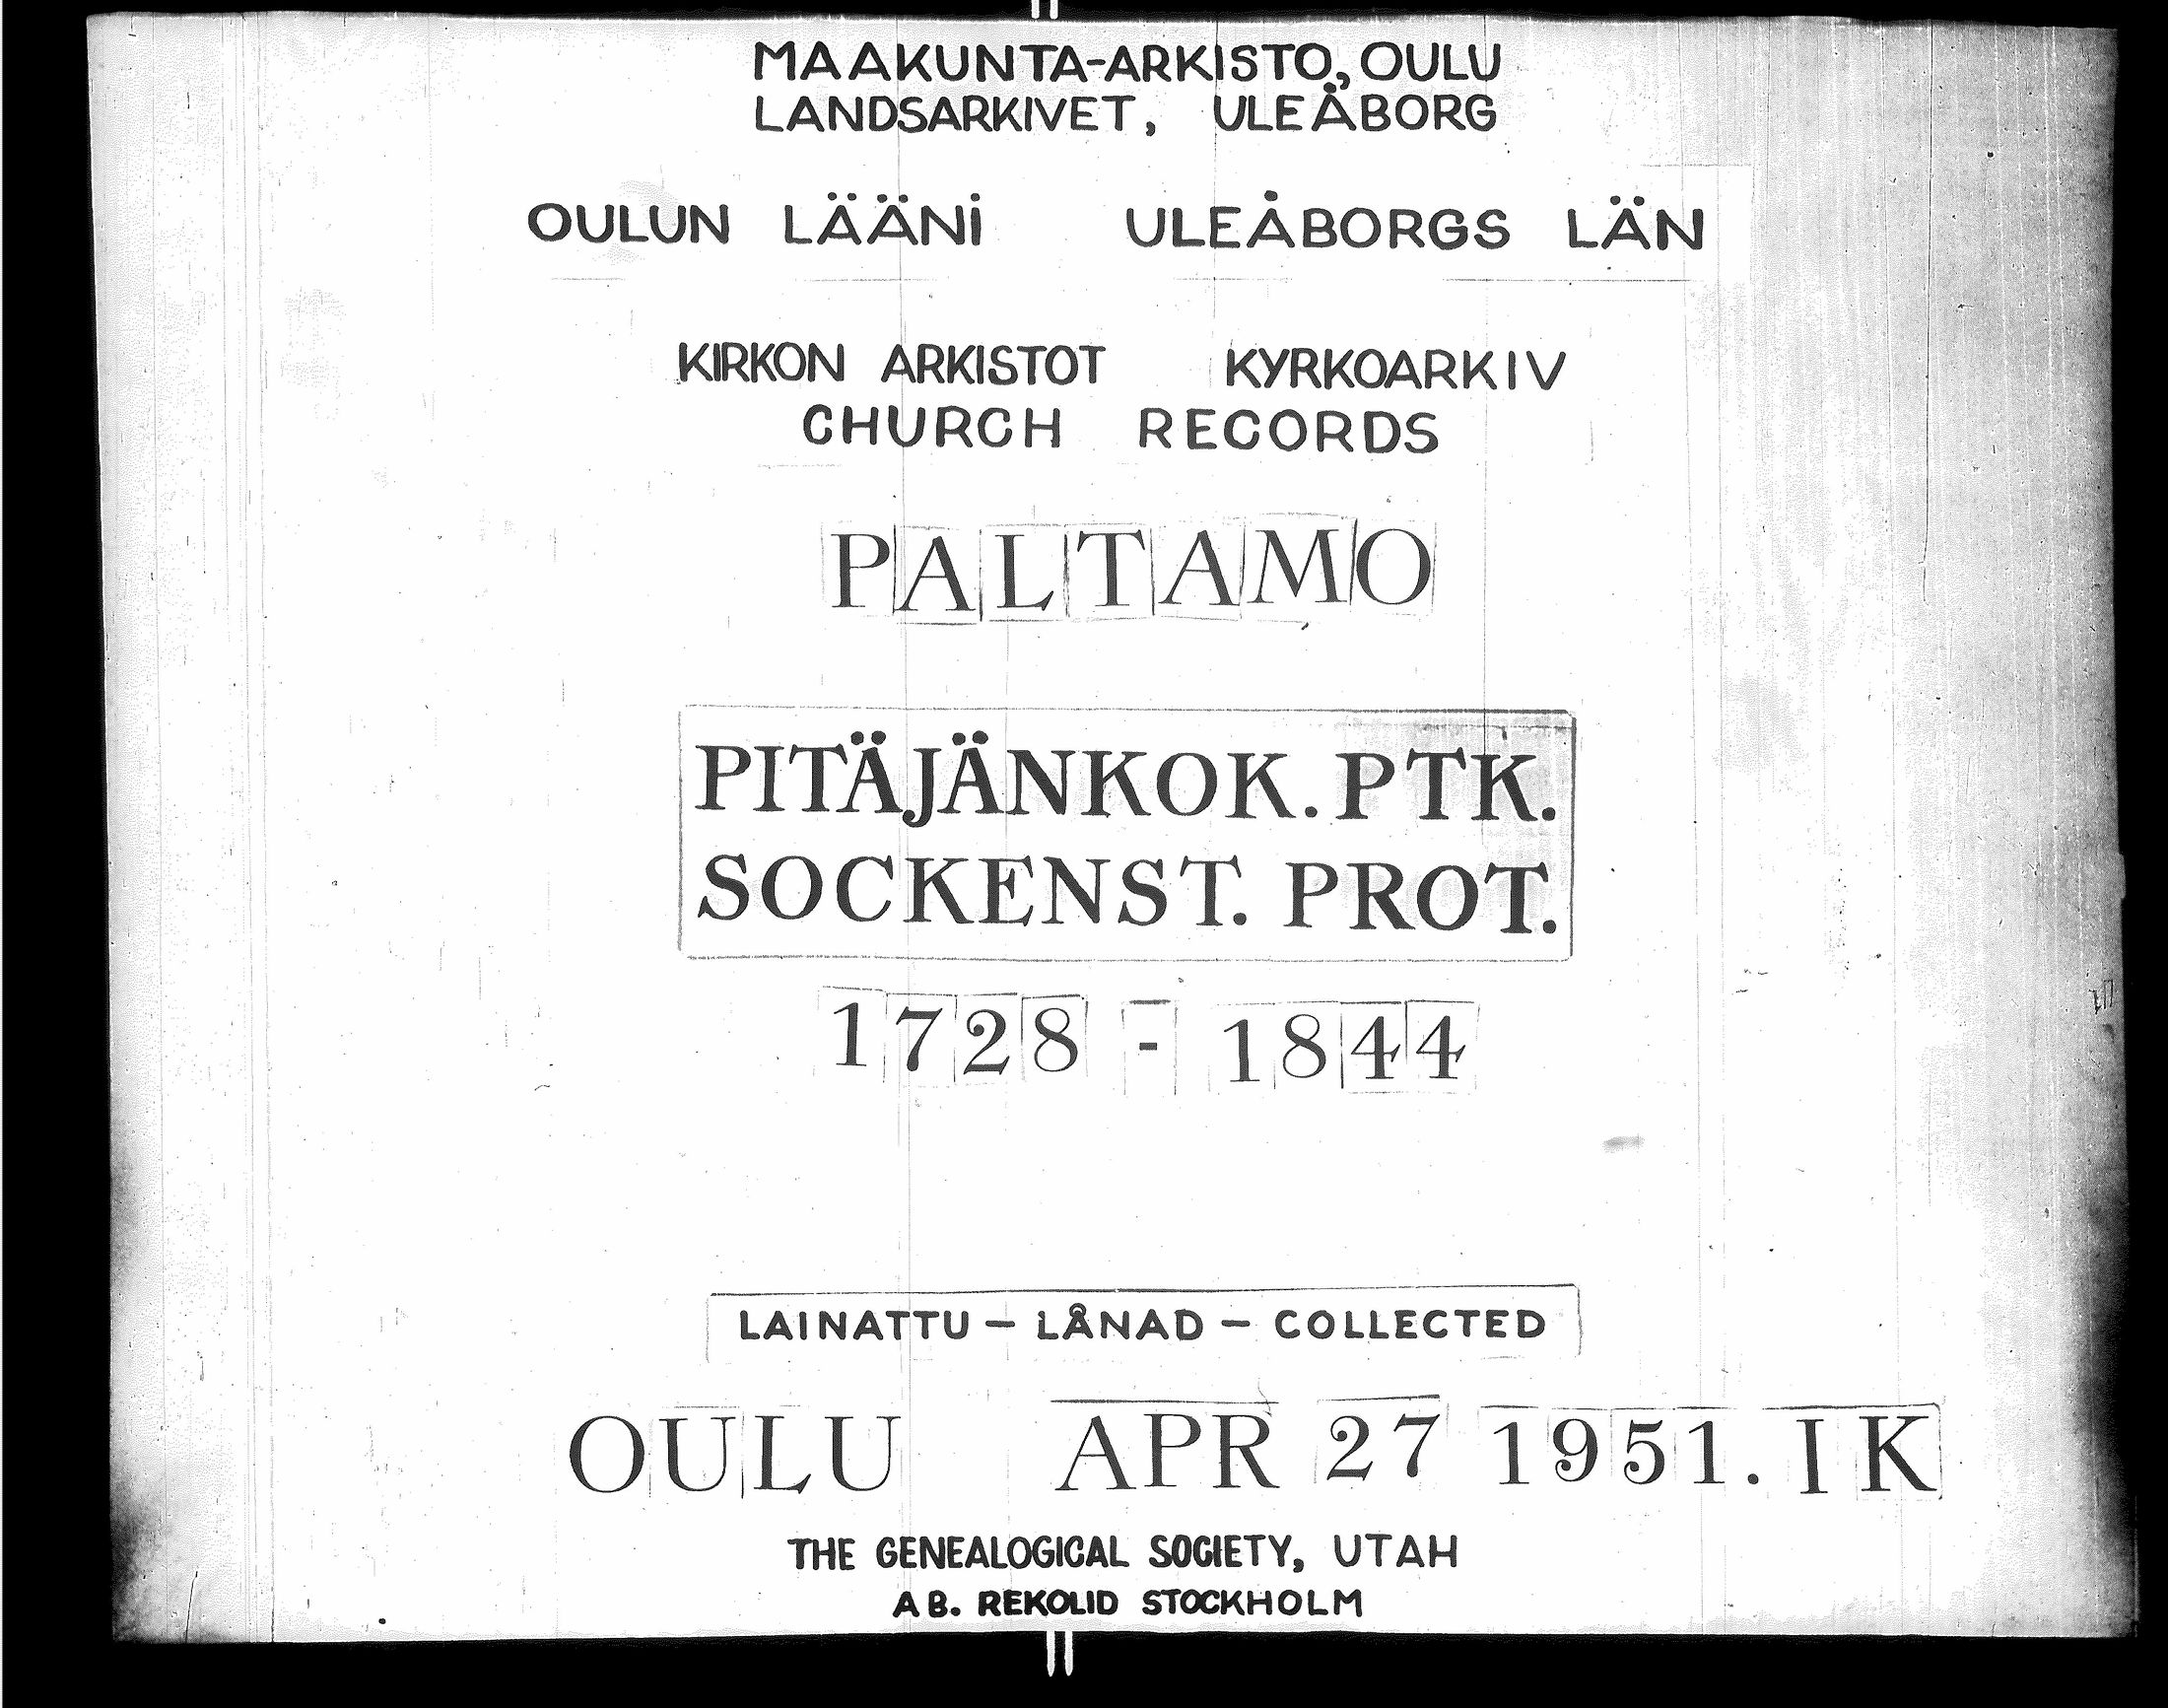 MAAKUNTA-ARKISTO, OULU
LANDSARKIVET, ULEÅBORG
OULUN LÄÄNI ULEÅBORGS LÄN
KIRKON ARKISTOT KYRKOARKIV
CHURCH RECORDS
PALTAMO
PITÄJÄNKOK. PTK.
SOCKENST. PROT.
1728 - 1844
LAINATTU – LÅNAD – COLLECTED
OULU APR 27 1951. IK
THE GENEALOGICAL SOCIETY, UTAH
AB. REKOLID STOCKHOLM